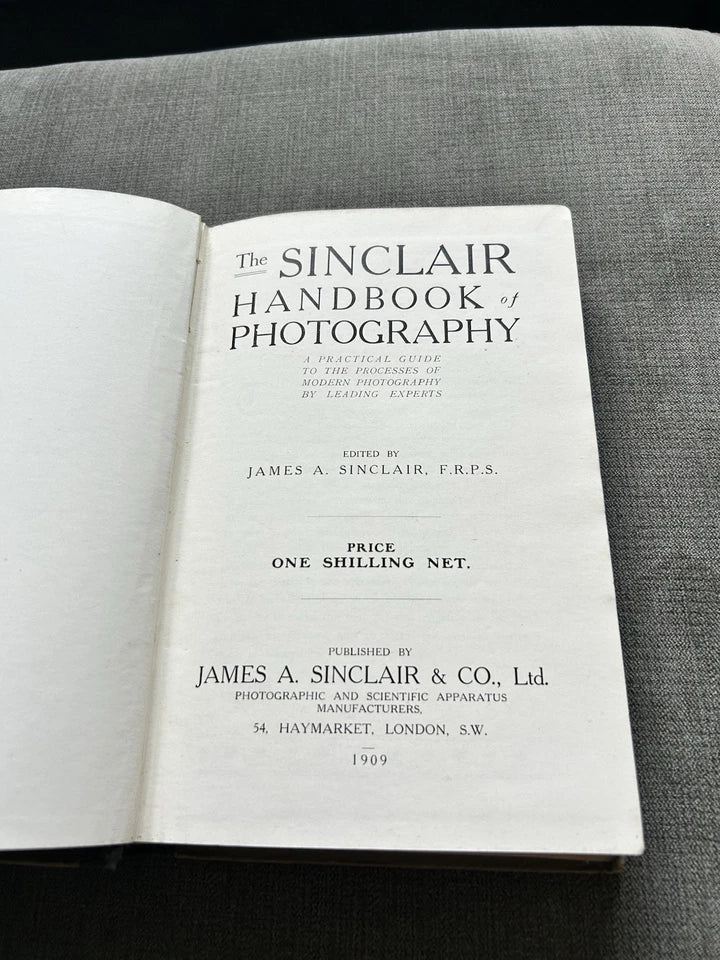 The SINCLAIR
HANDBOOK of
PHOTOGRAPHY
A PRACTICAL GUIDE
TO THE PROCESSES OF
MODERN PHOTOGRAPHY
BY LEADING EXPERTS
EDITED BY
JAMES A. SINCLAIR, F.R.P.S.
PRICE
ONE SHILLING NET.
PUBLISHED BY
JAMES A. SINCLAIR & CO., Ltd.
PHOTOGRAPHIC AND SCIENTIFIC APPARATUS
MANUFACTURERS,
54, HAYMARKET, LONDON, S.W.
1909